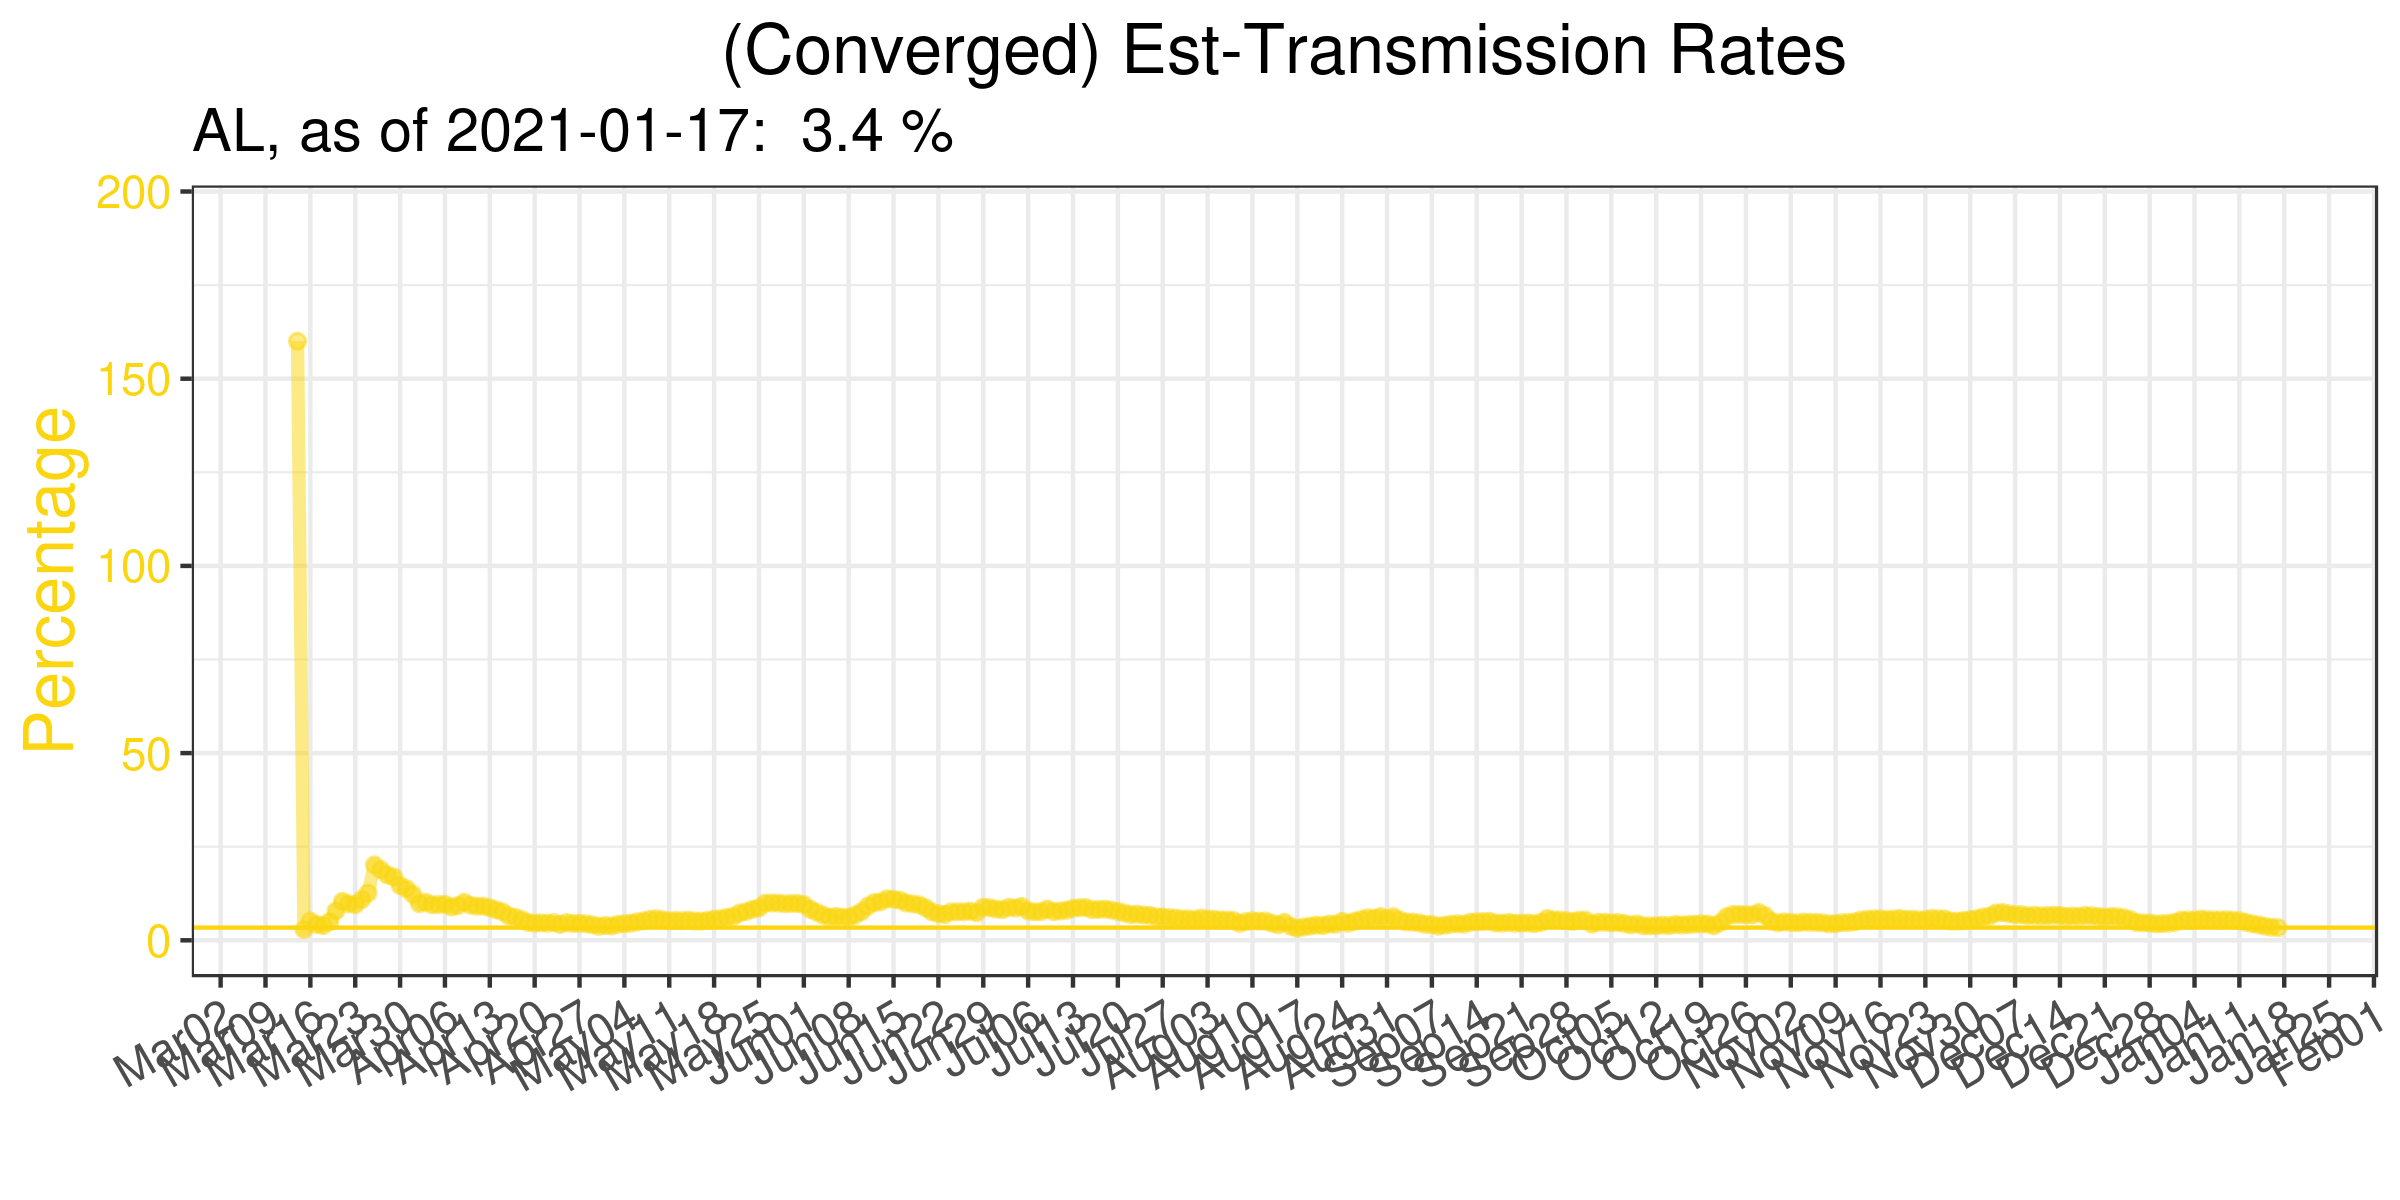 (Converged) Est-Transmission Rates
AL, as of 2021-01-17:  3.4 %
Percentage
200
150
100
50
0
Mar02
Mar09
Mar16
Mar23
Mar30
Apr06
Apr13
Apr20
Apr27
May04
May11
May18
May25
Jun01
Jun08
Jun15
Jun22
Jun29
Jul06
Jul13
Jul20
Jul27
Aug03
Aug10
Aug17
Aug24
Aug31
Sep07
Sep14
Sep21
Sep28
Oct05
Oct12
Oct19
Oct26
Nov02
Nov09
Nov16
Nov23
Nov30
Dec07
Dec14
Dec21
Dec28
Jan04
Jan11
Jan18
Jan25
Feb01